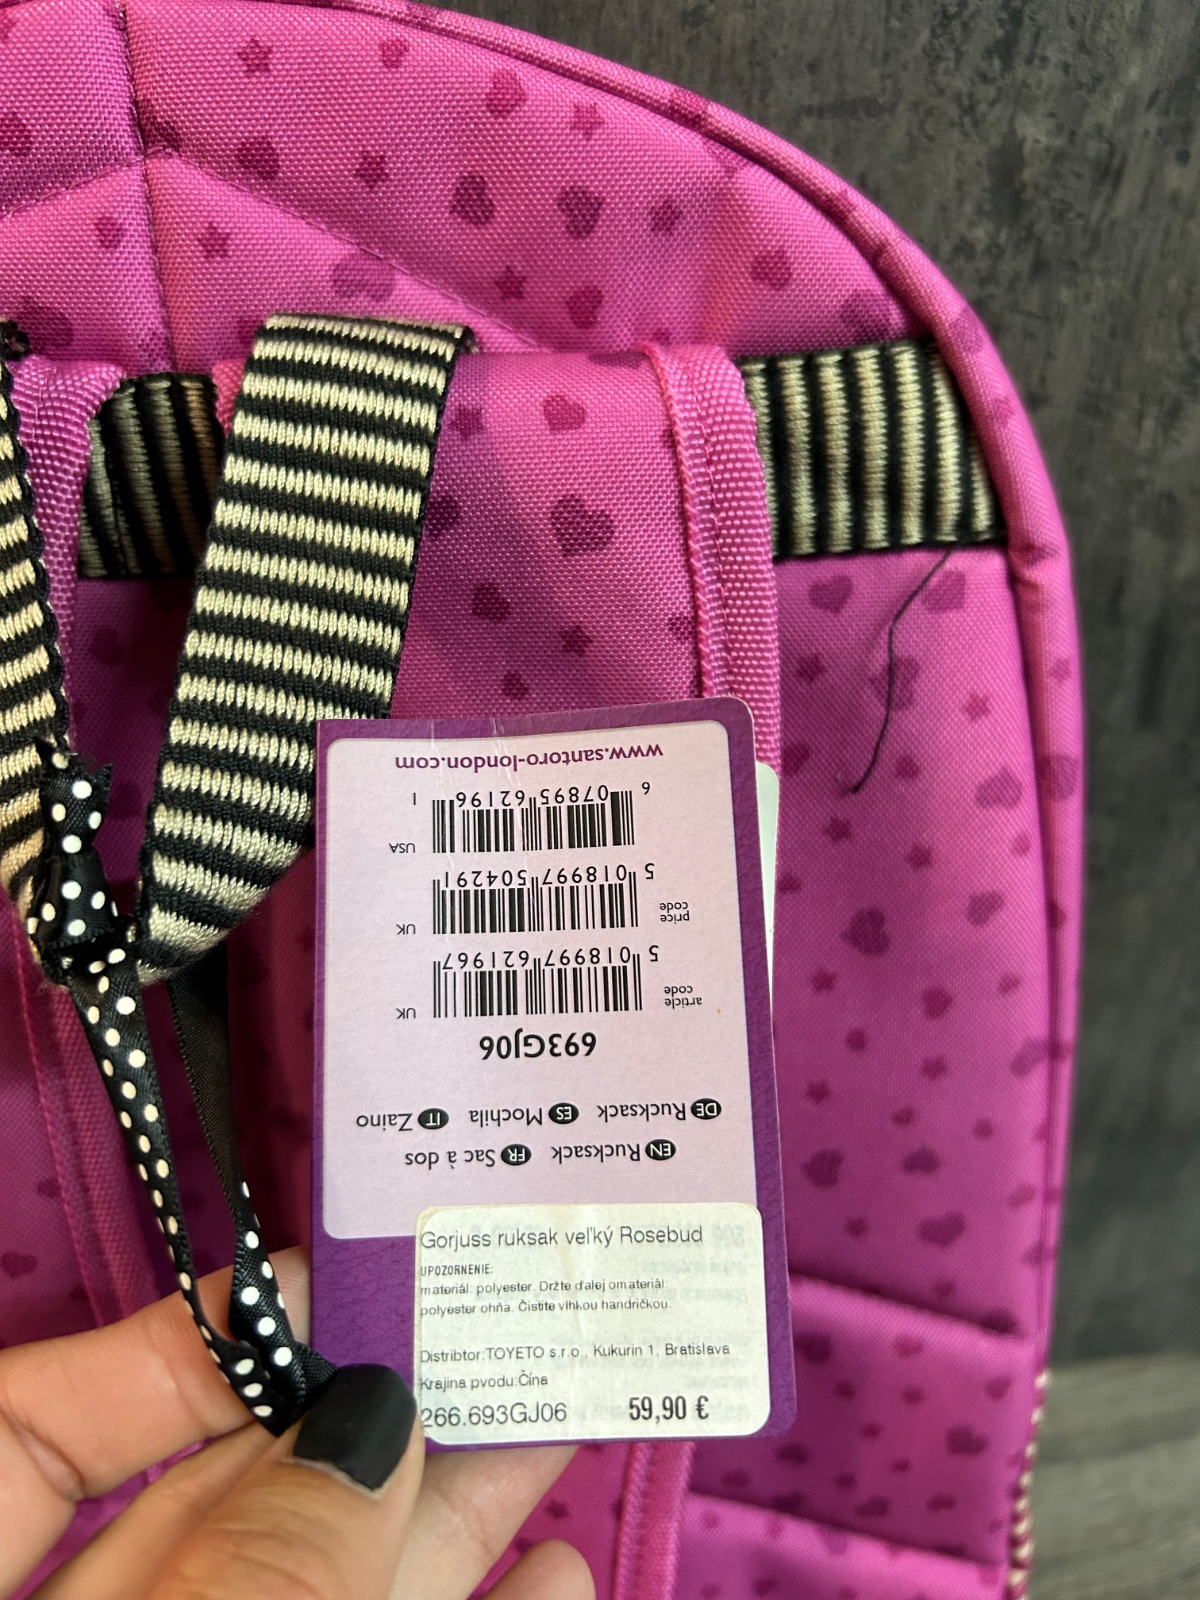 Gorjuss ruksak veľký Rosebud
UPOZORNENIE:
materiál: polyester. Držte ďalej omateriál:
polyester ohňa. Čistite vlhkou handričkou.
Distribtor:TOYETO s.r.o., Kukurin 1, Bratislava
Krajina pvodu:Čína
266.693GJ06 59,90 €
EN Rucksack FR Sac à dos
DE Rucksack ES Mochila IT Zaino
693GJ06
article code
5 018997 621967
UK
price code
5 018997 504291
UK
6 07895 62196 1
USA
www.santoro-london.com